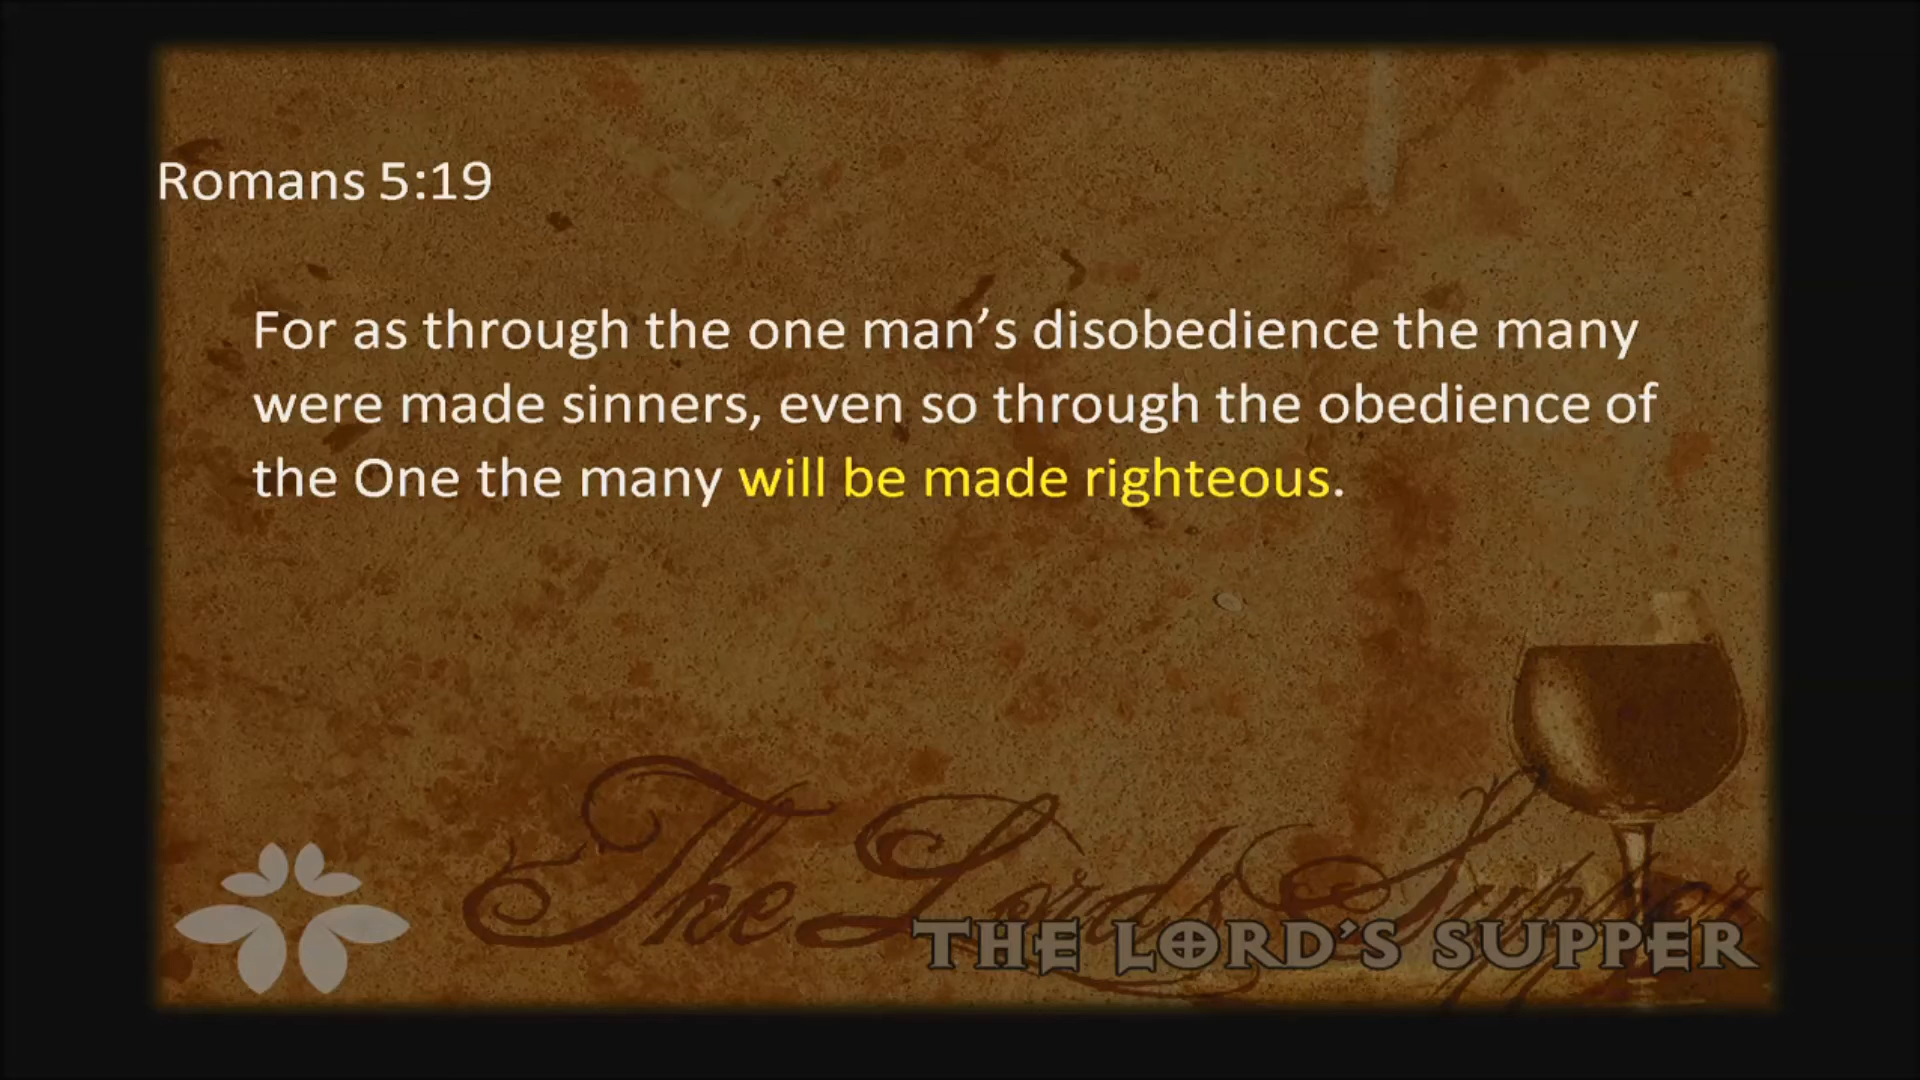 Romans 5:19
For as through the one man’s disobedience the many
were made sinners, even so through the obedience of
the One the many will be made righteous.
The Lords Supper
THE LORD’S SUPPER